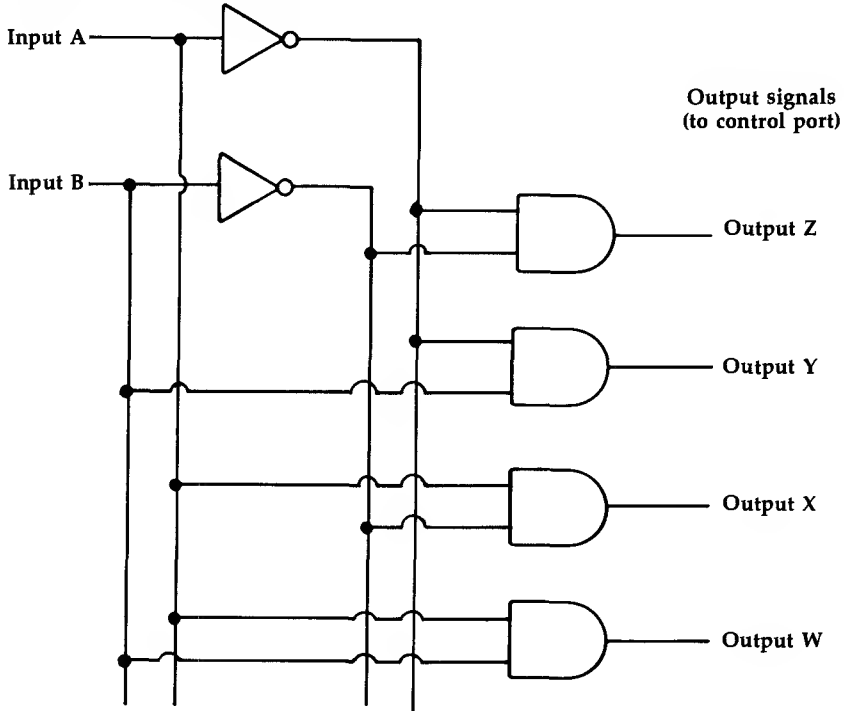 Input A
Output signals
(to control port)
Input B
Output Z
Output Y
Output X
Output W